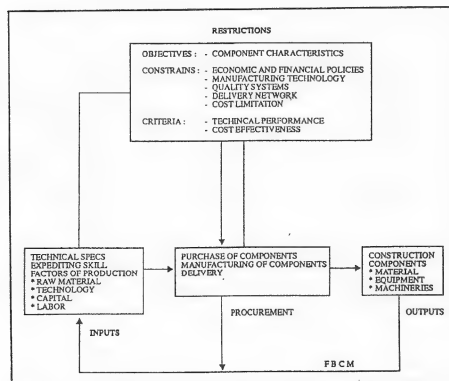 RESTRICTIONS
OBJECTIVES : - COMPONENT CHARACTERISTICS
CONSTRAINS : - ECONOMIC AND FINANCIAL POLICIES
- MANUFACTURING TECHNOLOGY
- QUALITY SYSTEMS
- DELIVERY NETWORK
- COST LIMITATION
CRITERIA : - TECHINCAL PERFORMANCE
- COST EFFECTIVENESS
TECHNICAL SPECS
EXPEDITING SKILL
FACTORS OF PRODUCTION
* RAW MATERIAL
* TECHNOLOGY
* CAPITAL
* LABOR
PURCHASE OF COMPONENTS
MANUFACTURING OF COMPONENTS
DELIVERY
CONSTRUCTION
COMPONENTS
* MATERIAL
* EQUIPMENT
* MACHINERIES
INPUTS
PROCUREMENT
OUTPUTS
F B C M